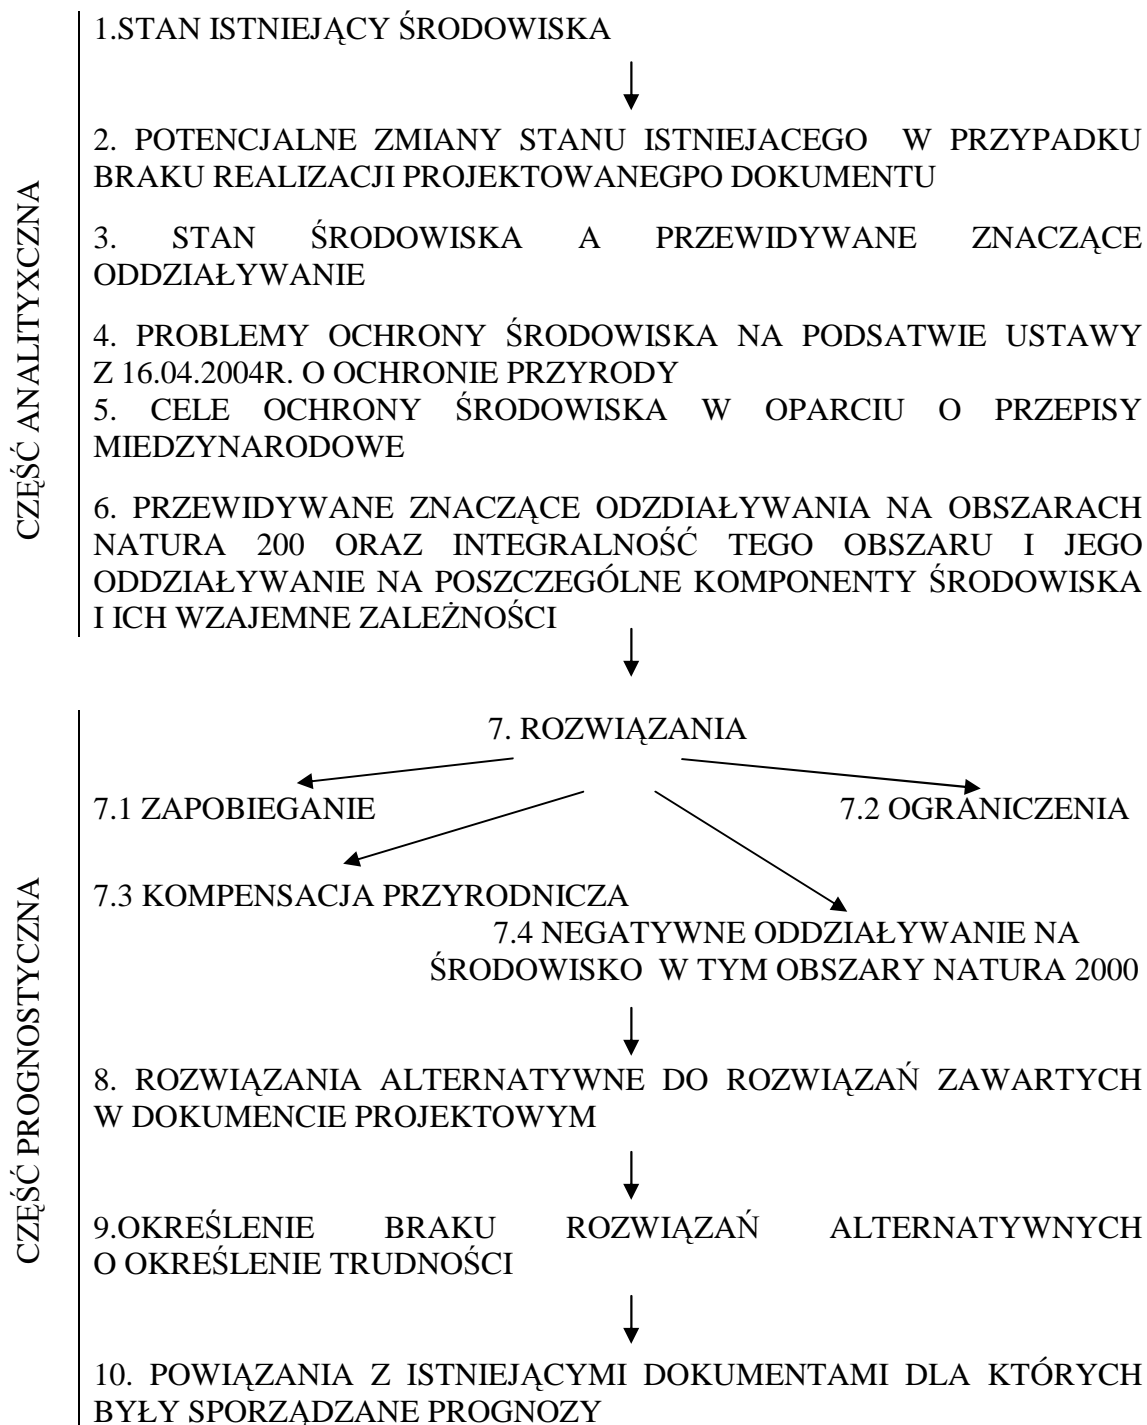 CZĘŚĆ ANALITYXCZNA
1.STAN ISTNIEJĄCY ŚRODOWISKA
2. POTENCJALNE ZMIANY STANU ISTNIEJACEGO W PRZYPADKU
BRAKU REALIZACJI PROJEKTOWANEGPO DOKUMENTU
3. STAN ŚRODOWISKA A PRZEWIDYWANE ZNACZĄCE
ODDZIAŁYWANIE
4. PROBLEMY OCHRONY ŚRODOWISKA NA PODSATWIE USTAWY
Z 16.04.2004R. O OCHRONIE PRZYRODY
5. CELE OCHRONY ŚRODOWISKA W OPARCIU O PRZEPISY
MIEDZYNARODOWE
6. PRZEWIDYWANE ZNACZĄCE ODZDIAŁYWANIA NA OBSZARACH
NATURA 200 ORAZ INTEGRALNOŚĆ TEGO OBSZARU I JEGO
ODDZIAŁYWANIE NA POSZCZEGÓLNE KOMPONENTY ŚRODOWISKA
I ICH WZAJEMNE ZALEŻNOŚCI
CZĘŚĆ PROGNOSTYCZNA
7. ROZWIĄZANIA
7.1 ZAPOBIEGANIE
7.2 OGRANICZENIA
7.3 KOMPENSACJA PRZYRODNICZA
7.4 NEGATYWNE ODDZIAŁYWANIE NA
ŚRODOWISKO W TYM OBSZARY NATURA 2000
8. ROZWIĄZANIA ALTERNATYWNE DO ROZWIĄZAŃ ZAWARTYCH
W DOKUMENCIE PROJEKTOWYM
9.OKREŚLENIE BRAKU ROZWIĄZAŃ ALTERNATYWNYCH
O OKREŚLENIE TRUDNOŚCI
10. POWIĄZANIA Z ISTNIEJĄCYMI DOKUMENTAMI DLA KTÓRYCH
BYŁY SPORZĄDZANE PROGNOZY